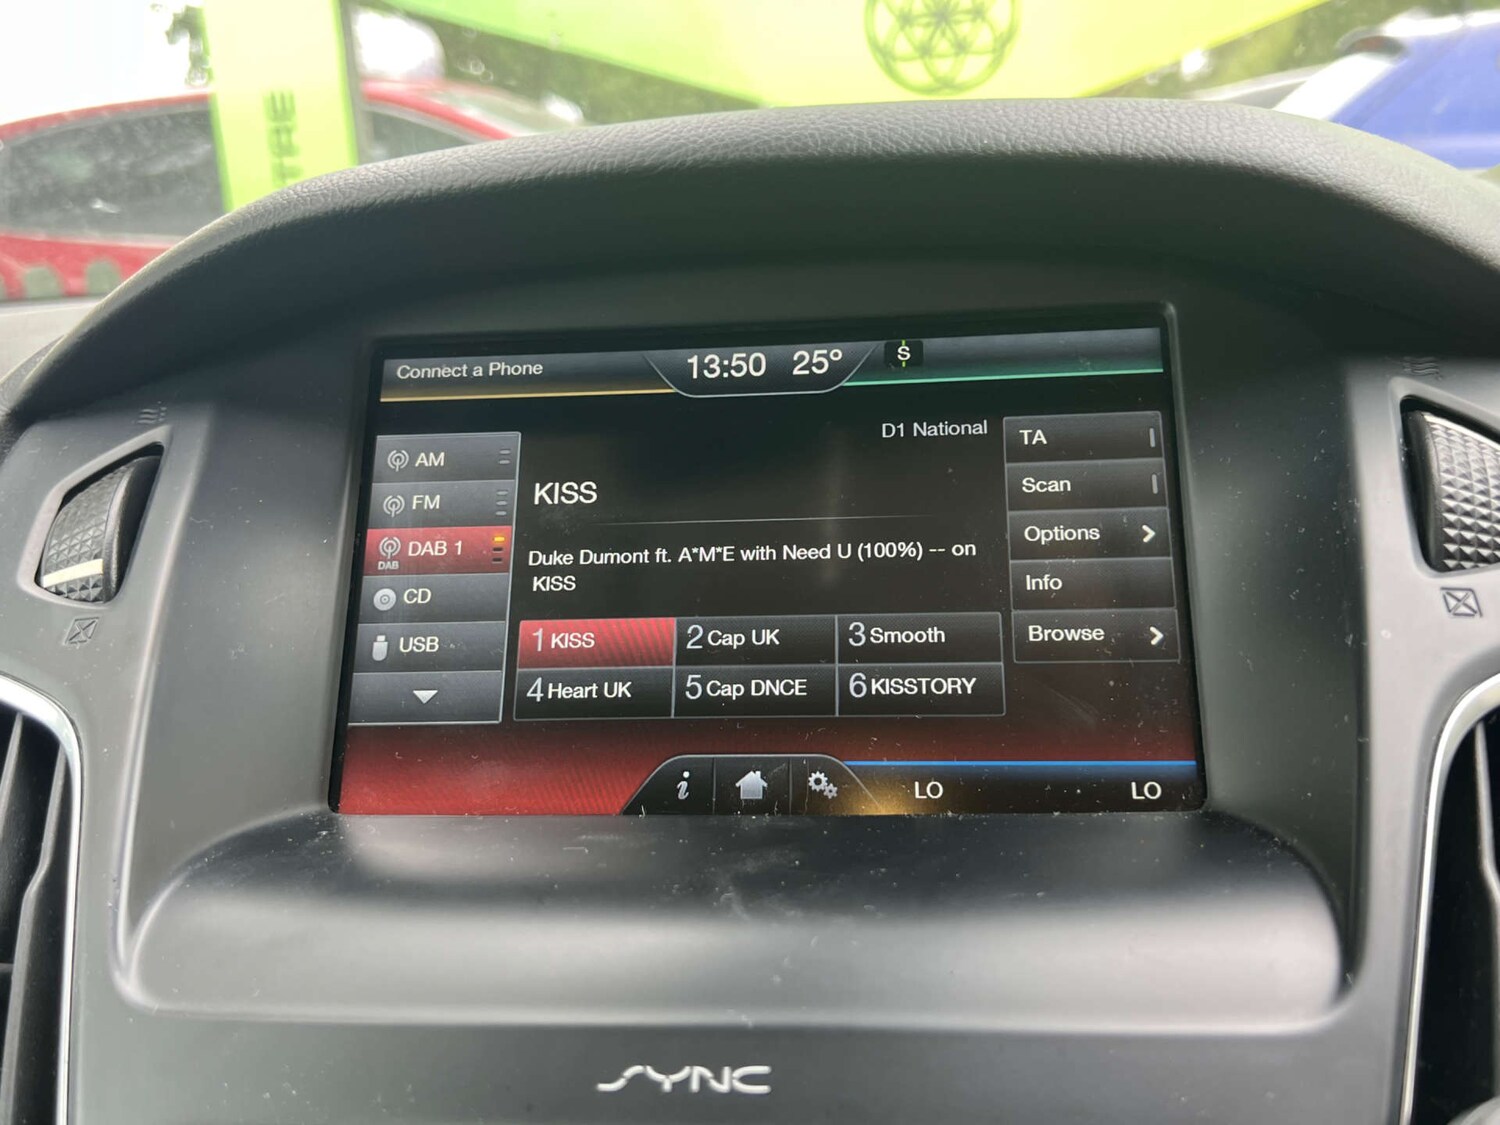 TRE
Connect a Phone
13:50 25°
S
D1 National
AM
FM
DAB 1
DAB
CD
USB
KISS
Duke Dumont ft. A*M*E with Need U (100%) -- on
KISS
1 KISS
2 Cap UK
3 Smooth
4 Heart UK
5 Cap DNCE
6 KISSTORY
TA
Scan
Options
Info
Browse
i
LO
LO
SYNC